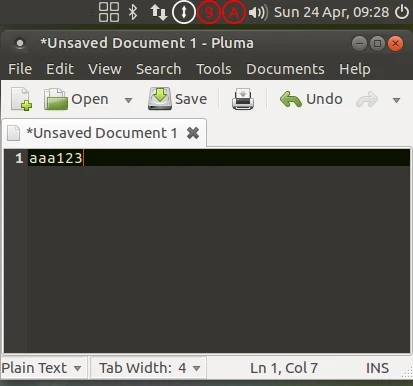 9 A Sun 24 Apr, 09:28
*Unsaved Document 1 - Pluma
File Edit View Search Tools Documents Help
Open Save Undo
*Unsaved Document 1
1 aaa123
Plain Text Tab Width: 4 Ln 1, Col 7 INS